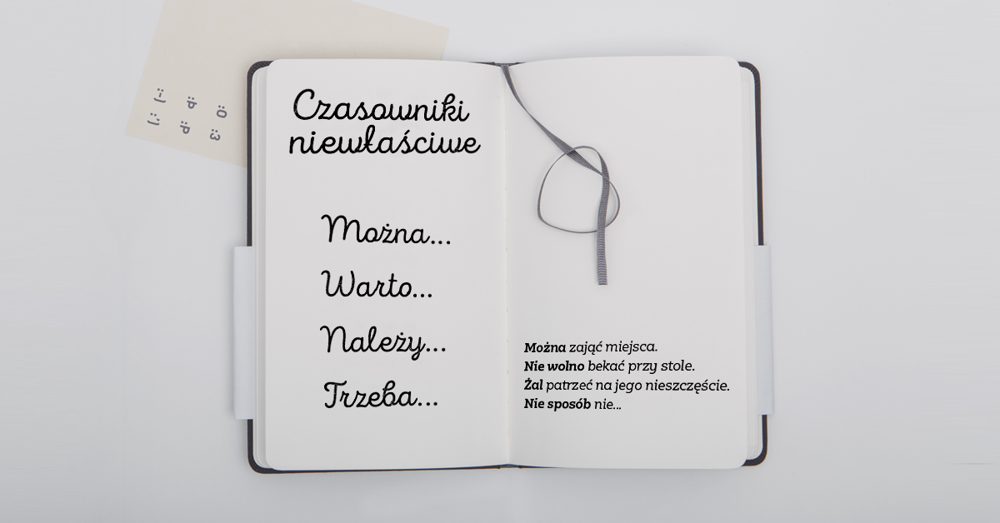 :-) :P Ö
:) :P :3
Czasowniki
niewłaściwe
Można...
Warto...
Należy...
Trzeba...
Można zająć miejsca.
Nie wolno bekać przy stole.
Żal patrzeć na jego nieszczęście.
Nie sposób nie...